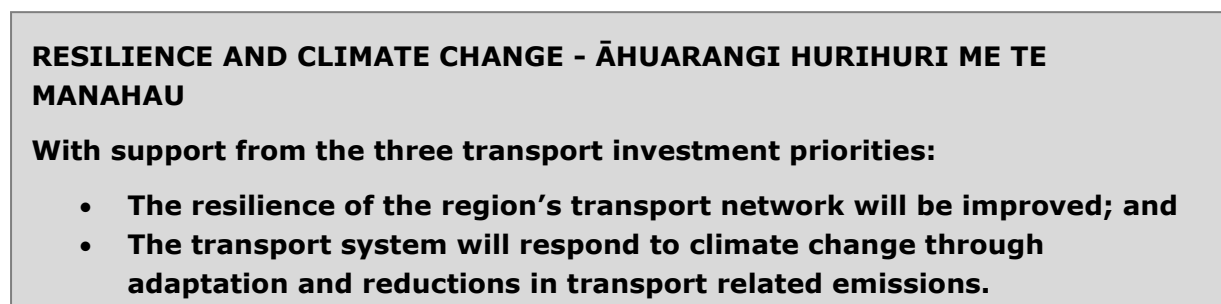 RESILIENCE AND CLIMATE CHANGE - ĀHUARANGI HURIHURI ME TE
MANAHAU
With support from the three transport investment priorities:
• The resilience of the region’s transport network will be improved; and
• The transport system will respond to climate change through
adaptation and reductions in transport related emissions.